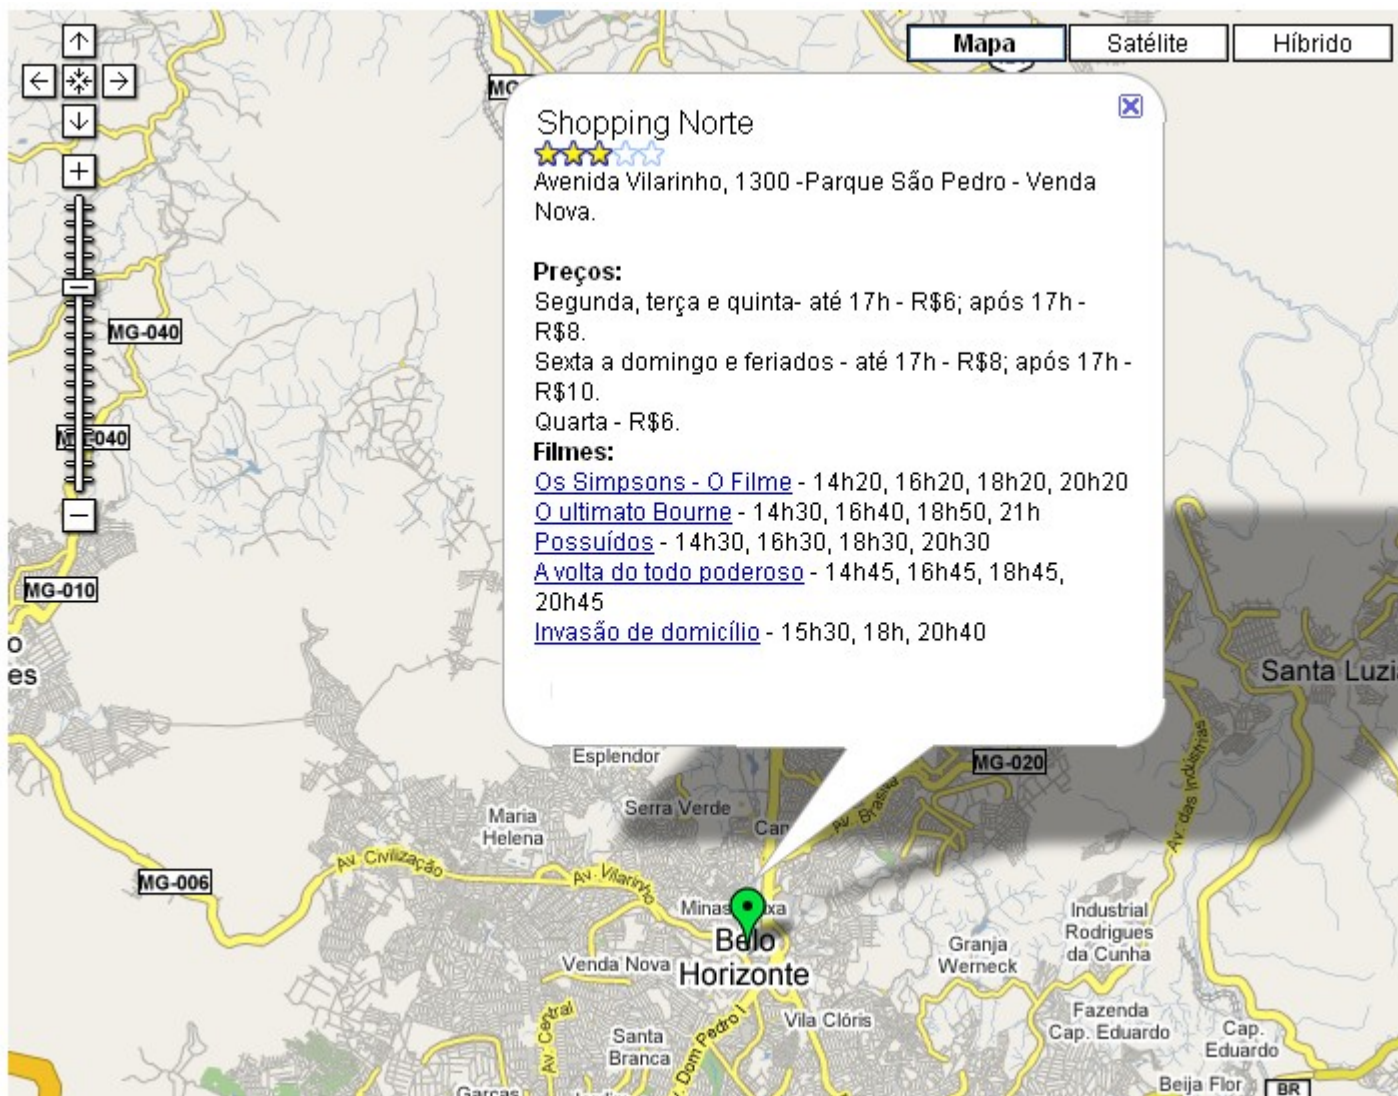 Mapa
Satélite
Híbrido
Shopping Norte
Avenida Vilarinho, 1300 -Parque São Pedro - Venda
Nova.
Preços:
Segunda, terça e quinta- até 17h - R$6; após 17h -
R$8.
Sexta a domingo e feriados - até 17h - R$8; após 17h -
R$10.
Quarta - R$6.
Filmes:
Os Simpsons - O Filme - 14h20, 16h20, 18h20, 20h20
O ultimato Bourne - 14h30, 16h40, 18h50, 21h
Possuídos - 14h30, 16h30, 18h30, 20h30
A volta do todo poderoso - 14h45, 16h45, 18h45,
20h45
Invasão de domicílio - 15h30, 18h, 20h40
MG-040
MG-010
Santa
Esplendor
MG-020
Serra Verde
Maria
Helena
Av. das Indústrias
Av. Civilização
Av. Vilarinho
MG-006
Belo
Horizonte
Venda Nova
Industrial
Rodrigues
da Cunha
Granja
Werneck
Vila Clóris
Fazenda
Cap. Eduardo
Cap.
Eduardo
Av. Central
Santa
Branca
Dom Pedro I
Beija Flor
BR